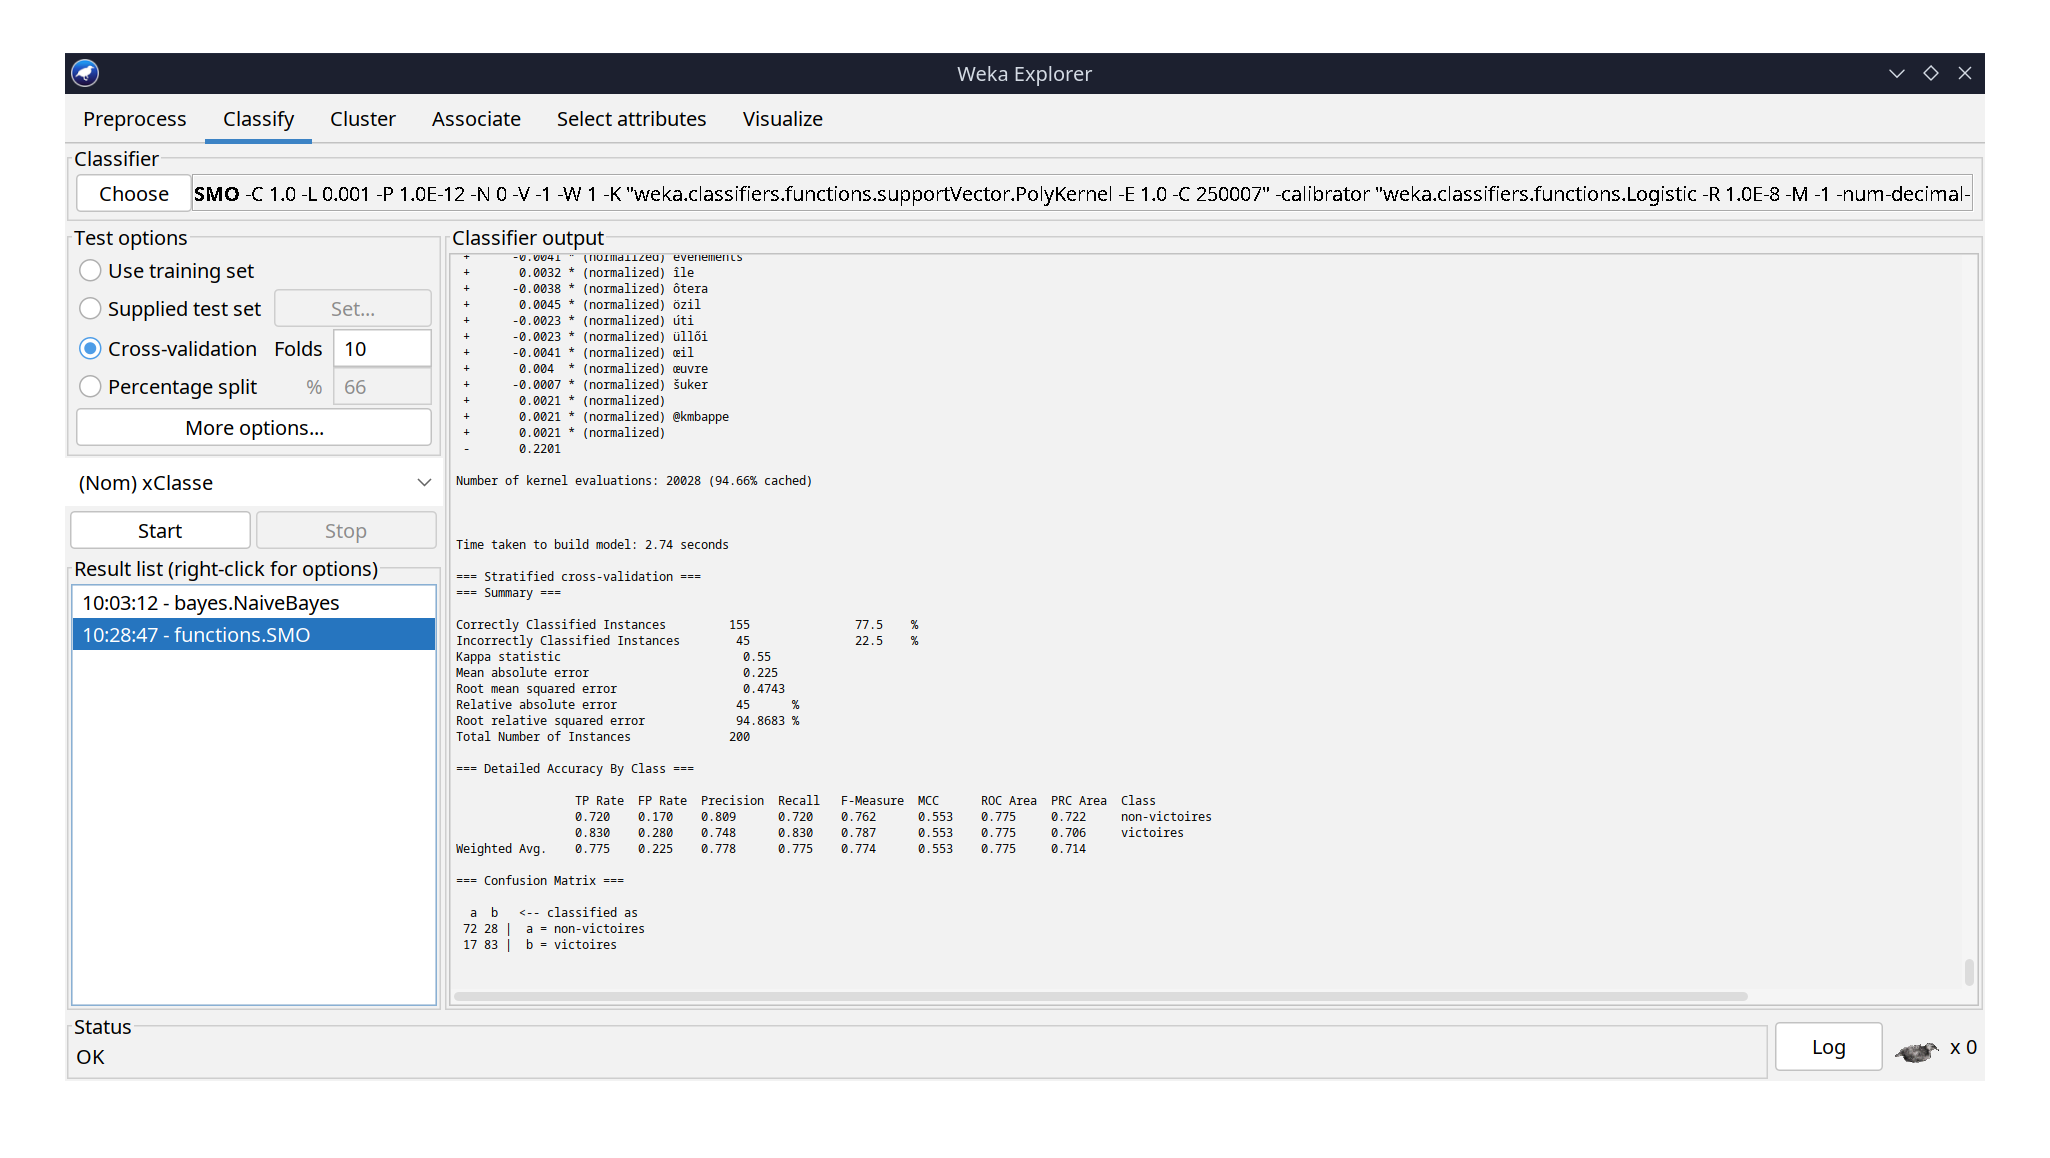 Weka Explorer
Preprocess Classify Cluster Associate Select attributes Visualize
Classifier
Choose SMO -C 1.0 -L 0.001 -P 1.0E-12 -N 0 -V -1 -W 1 -K "weka.classifiers.functions.supportVector.PolyKernel -E 1.0 -C 250007" -calibrator "weka.classifiers.functions.Logistic -R 1.0E-8 -M -1 -num-decimal-
Test options
Use training set
Supplied test set Set...
Cross-validation Folds 10
Percentage split % 66
More options...
(Nom) xClasse
Start Stop
Result list (right-click for options)
10:03:12 - bayes.NaiveBayes
10:28:47 - functions.SMO
Classifier output
+ -0.0041 * (normalized) évènements
+ 0.0032 * (normalized) île
+ -0.0038 * (normalized) ôtera
+ 0.0045 * (normalized) özil
+ -0.0023 * (normalized) úti
+ -0.0023 * (normalized) üllői
+ -0.0041 * (normalized) œil
+ 0.004 * (normalized) œuvre
+ -0.0007 * (normalized) šuker
+ 0.0021 * (normalized)
+ 0.0021 * (normalized) @kmbappe
+ 0.0021 * (normalized)
- 0.2201
Number of kernel evaluations: 20028 (94.66% cached)
Time taken to build model: 2.74 seconds
=== Stratified cross-validation ===
=== Summary ===
Correctly Classified Instances 155 77.5 %
Incorrectly Classified Instances 45 22.5 %
Kappa statistic 0.55
Mean absolute error 0.225
Root mean squared error 0.4743
Relative absolute error 45 %
Root relative squared error 94.8683 %
Total Number of Instances 200
=== Detailed Accuracy By Class ===
TP Rate FP Rate Precision Recall F-Measure MCC ROC Area PRC Area Class
0.720 0.170 0.809 0.720 0.762 0.553 0.775 0.722 non-victoires
0.830 0.280 0.748 0.830 0.787 0.553 0.775 0.706 victoires
Weighted Avg. 0.775 0.225 0.778 0.775 0.774 0.553 0.775 0.714
=== Confusion Matrix ===
a b <-- classified as
72 28 | a = non-victoires
17 83 | b = victoires
Status
OK
Log x 0